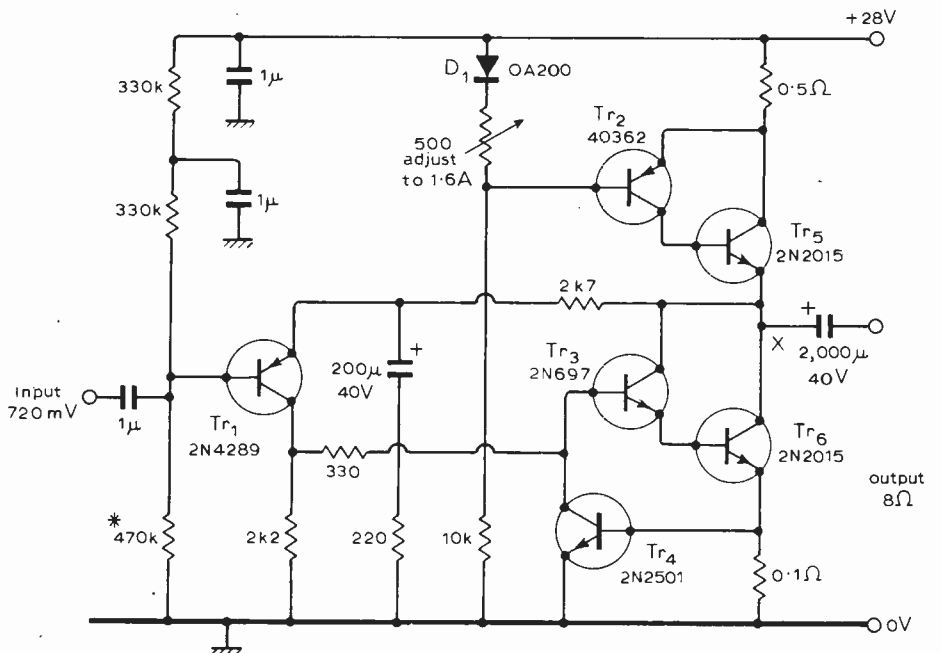 +28V
330k
1μ
D1
OA200
0·5Ω
500
adjust
to 1·6A
Tr2
40362
1μ
330k
Tr5
2N2015
2k7
+
X
2,000μ
40V
Tr3
2N697
+
200μ
40V
Input
720mV
1μ
Tr1
2N4289
330
Tr6
2N2015
output
8Ω
*
470k
2k2
220
10k
Tr4
2N2501
0·1Ω
0V